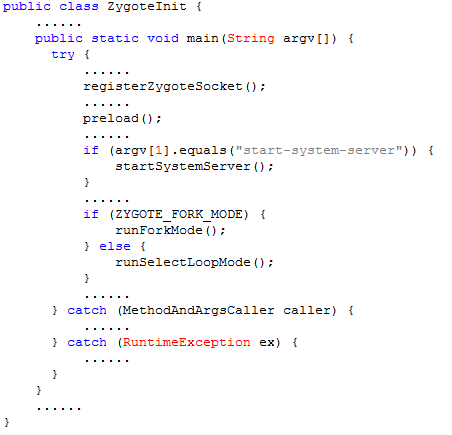 public class ZygoteInit {
    ......
    public static void main(String argv[]) {
      try {
          ......
          registerZygoteSocket();
          ......
          preload();
          ......
          if (argv[1].equals("start-system-server")) {
              startSystemServer();
          }
          ......
          if (ZYGOTE_FORK_MODE) {
              runForkMode();
          } else {
              runSelectLoopMode();
          }
          ......
      } catch (MethodAndArgsCaller caller) {
          ......
      } catch (RuntimeException ex) {
          ......
      }
    }
    ......
}